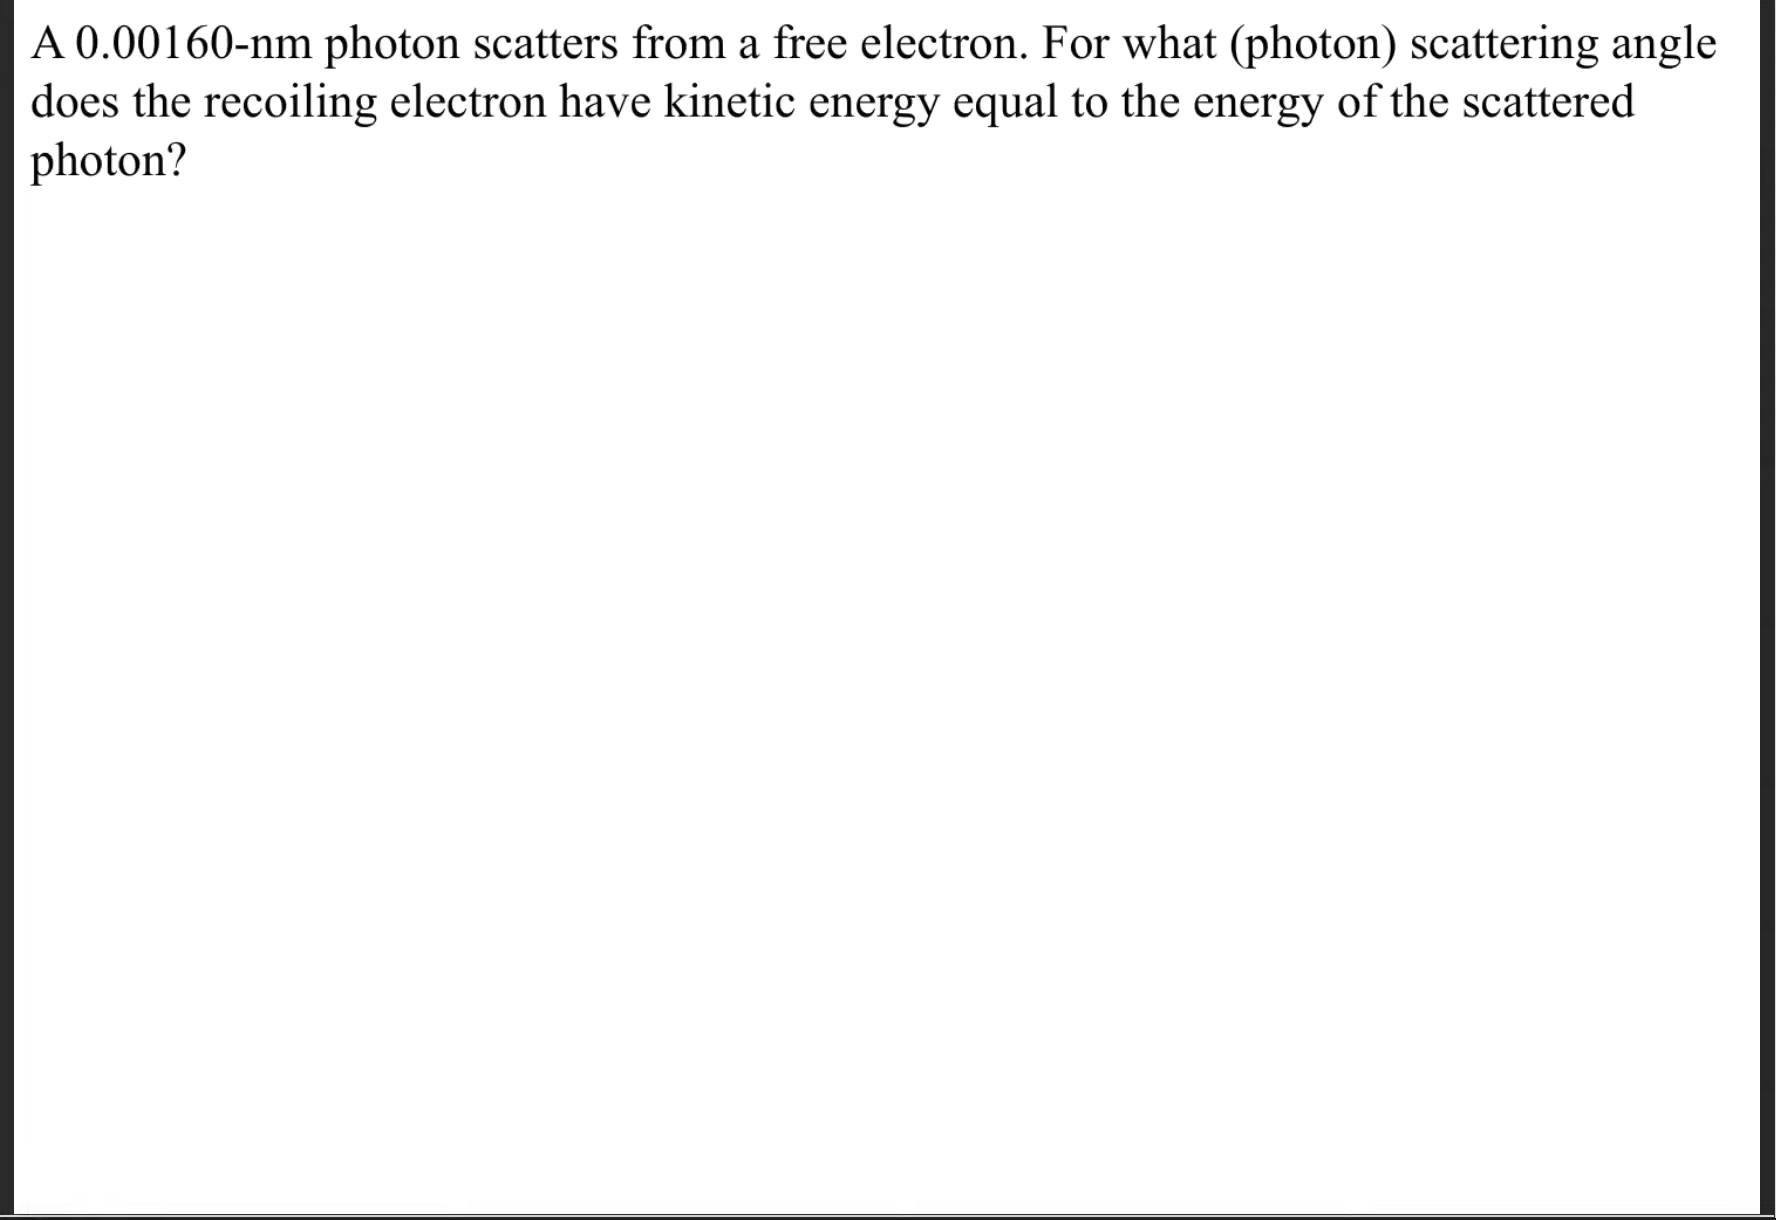 A 0.00160-nm photon scatters from a free electron. For what (photon) scattering angle
does the recoiling electron have kinetic energy equal to the energy of the scattered
photon?